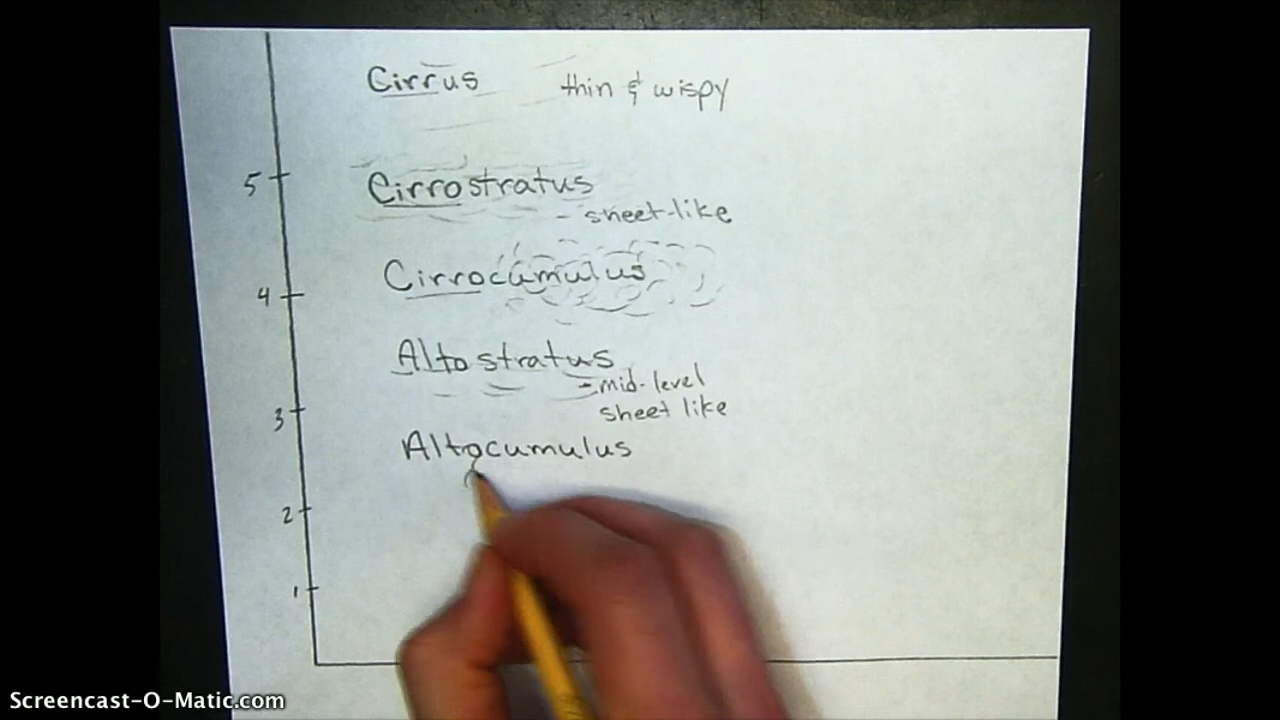 Cirrus thin & wispy
5
Cirrostratus
- sheet-like
Cirrocumulus
4
Altostratus
- mid-level
sheet like
3
Altocumulus
2
1
Screencast-O-Matic.com